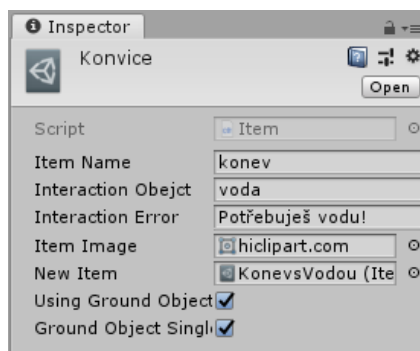 Inspector
Konvice
Open
Script Item
Item Name konev
Interaction Obejct voda
Interaction Error Potřebuješ vodu!
Item Image hiclipart.com
New Item KonevsVodou (Ite
Using Ground Object
Ground Object Singl